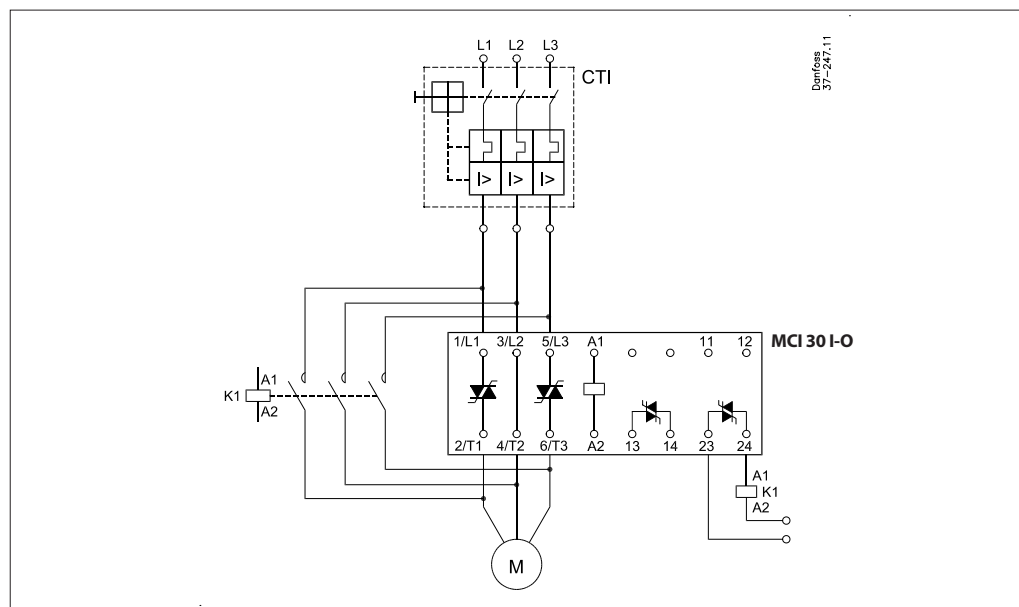 L1 L2 L3
CTI
Danfoss
37-247.11
I> I> I>
MCI 30 I-O
1/L1 3/L2 5/L3 A1 11 12
A1
K1
A2
2/T1 4/T2 6/T3 A2 13 14 23 24
A1
K1
A2
M